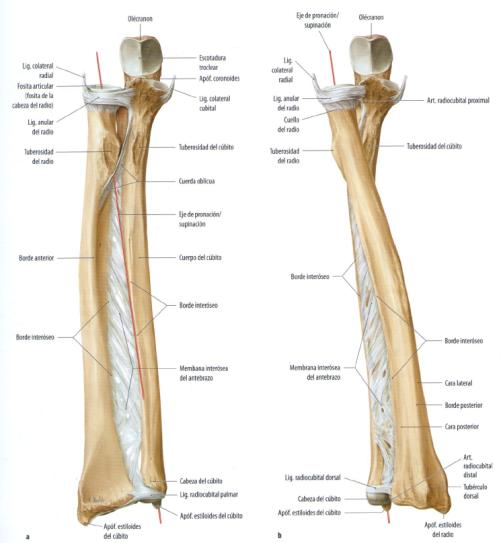 Olécranon
Lig. colateral
radial
Fosita articular
(fosita de la
cabeza del radio)
Lig. anular
del radio
Tuberosidad
del radio
Borde anterior
Borde interóseo
Escotadura
troclear
Apóf. coronoides
Lig. colateral
cubital
Tuberosidad del cúbito
Cuerda oblicua
Eje de pronación/
supinación
Cuerpo del cúbito
Borde interóseo
Membrana interósea
del antebrazo
Cabeza del cúbito
Lig. radiocubital palmar
Apóf. estiloides del cúbito
Apóf. estiloides
del cúbito
a
Eje de pronación/
supinación
Olécranon
Lig.
colateral
radial
Lig. anular
del radio
Cuello
del radio
Tuberosidad
del radio
Art. radiocubital proximal
Tuberosidad del cúbito
Borde interóseo
Membrana interósea
del antebrazo
Borde interóseo
Cara lateral
Borde posterior
Cara posterior
Art.
radiocubital
distal
Tubérculo
dorsal
Lig. radiocubital dorsal
Cabeza del cúbito
Apóf. estiloides del cúbito
Apóf. estiloides
del radio
b